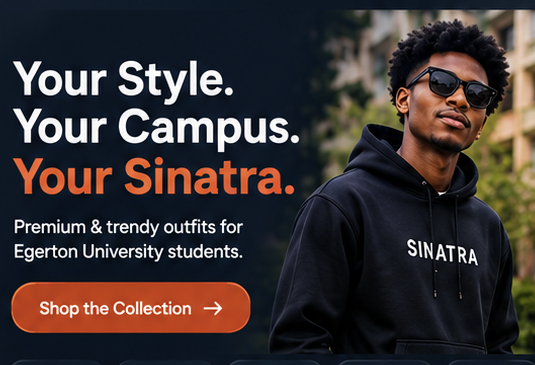 Your Style.
Your Campus.
Your Sinatra.
Premium & trendy outfits for
Egerton University students.
Shop the Collection →
SINATRA